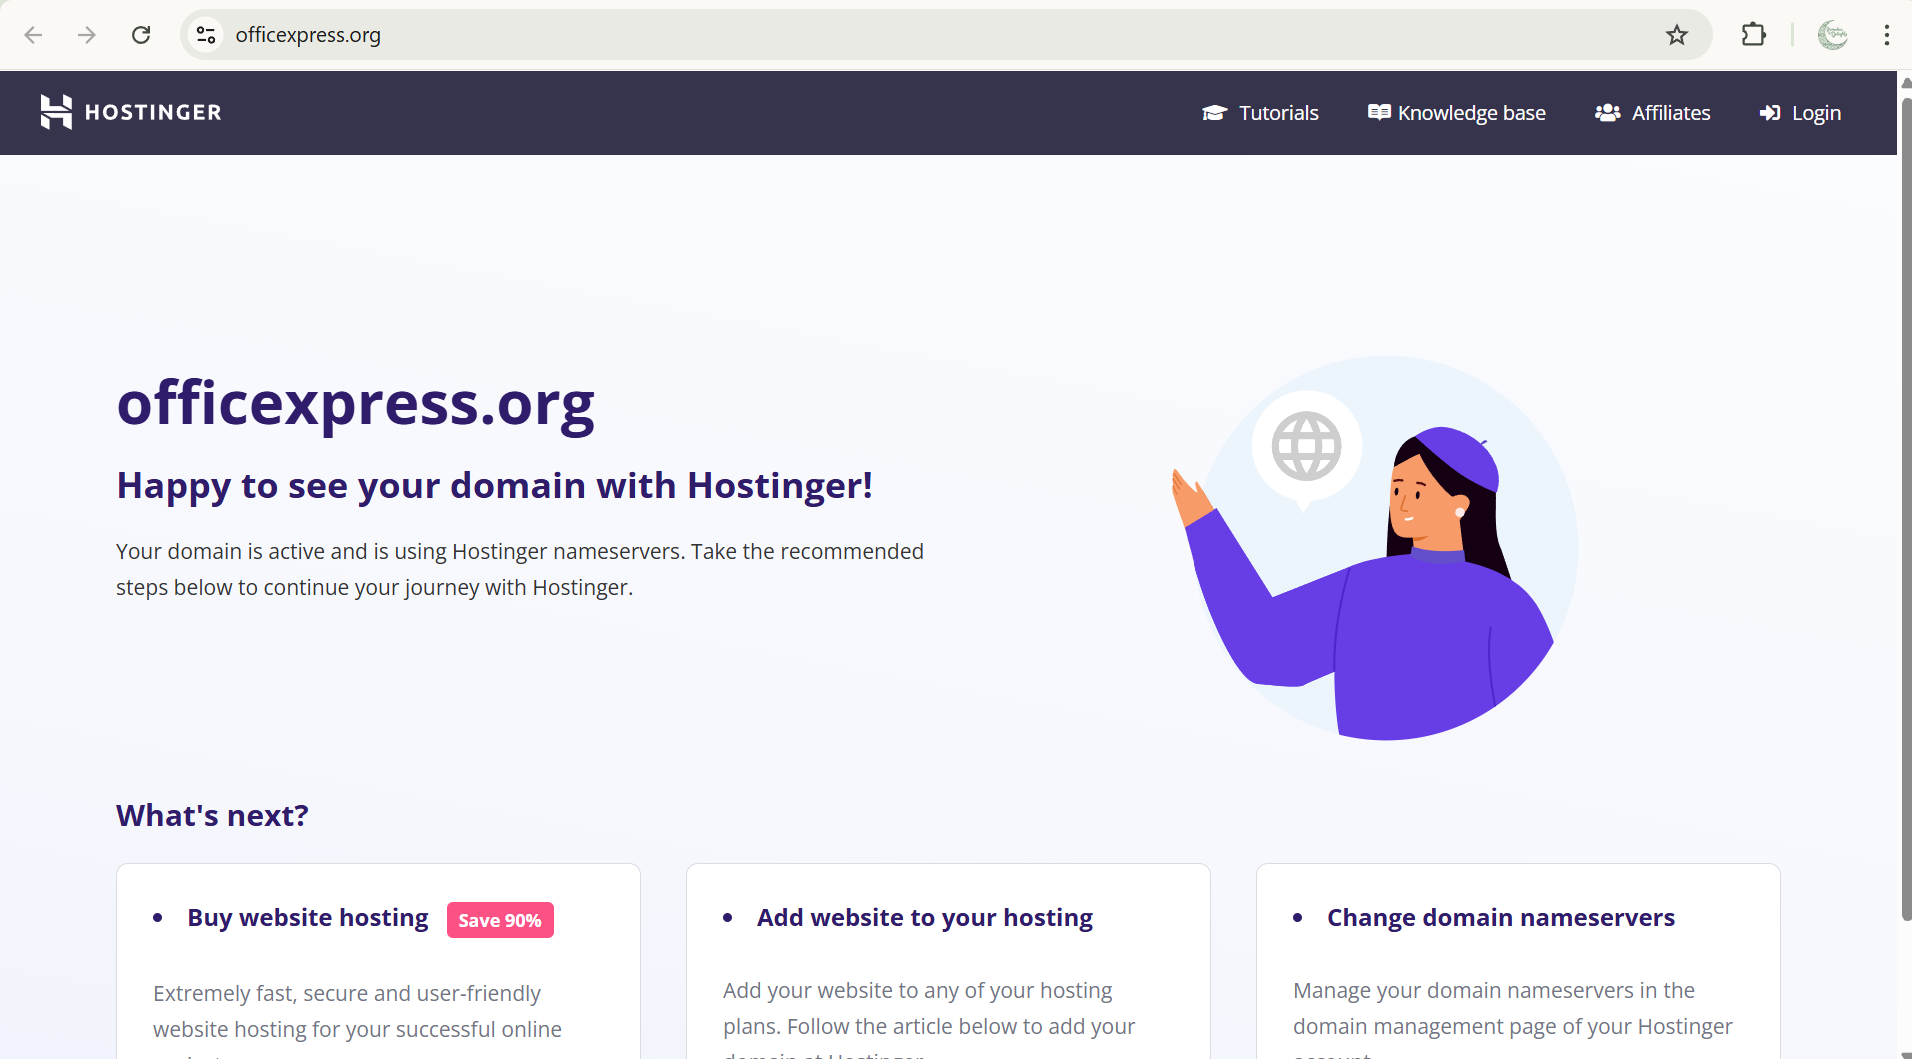 officexpress.org
HOSTINGER
Tutorials
Knowledge base
Affiliates
Login
officexpress.org
Happy to see your domain with Hostinger!
Your domain is active and is using Hostinger nameservers. Take the recommended
steps below to continue your journey with Hostinger.
What's next?
Buy website hosting
Save 90%
Extremely fast, secure and user-friendly
website hosting for your successful online
Add website to your hosting
Add your website to any of your hosting
plans. Follow the article below to add your
domain at Hostinger.
Change domain nameservers
Manage your domain nameservers in the
domain management page of your Hostinger
account.